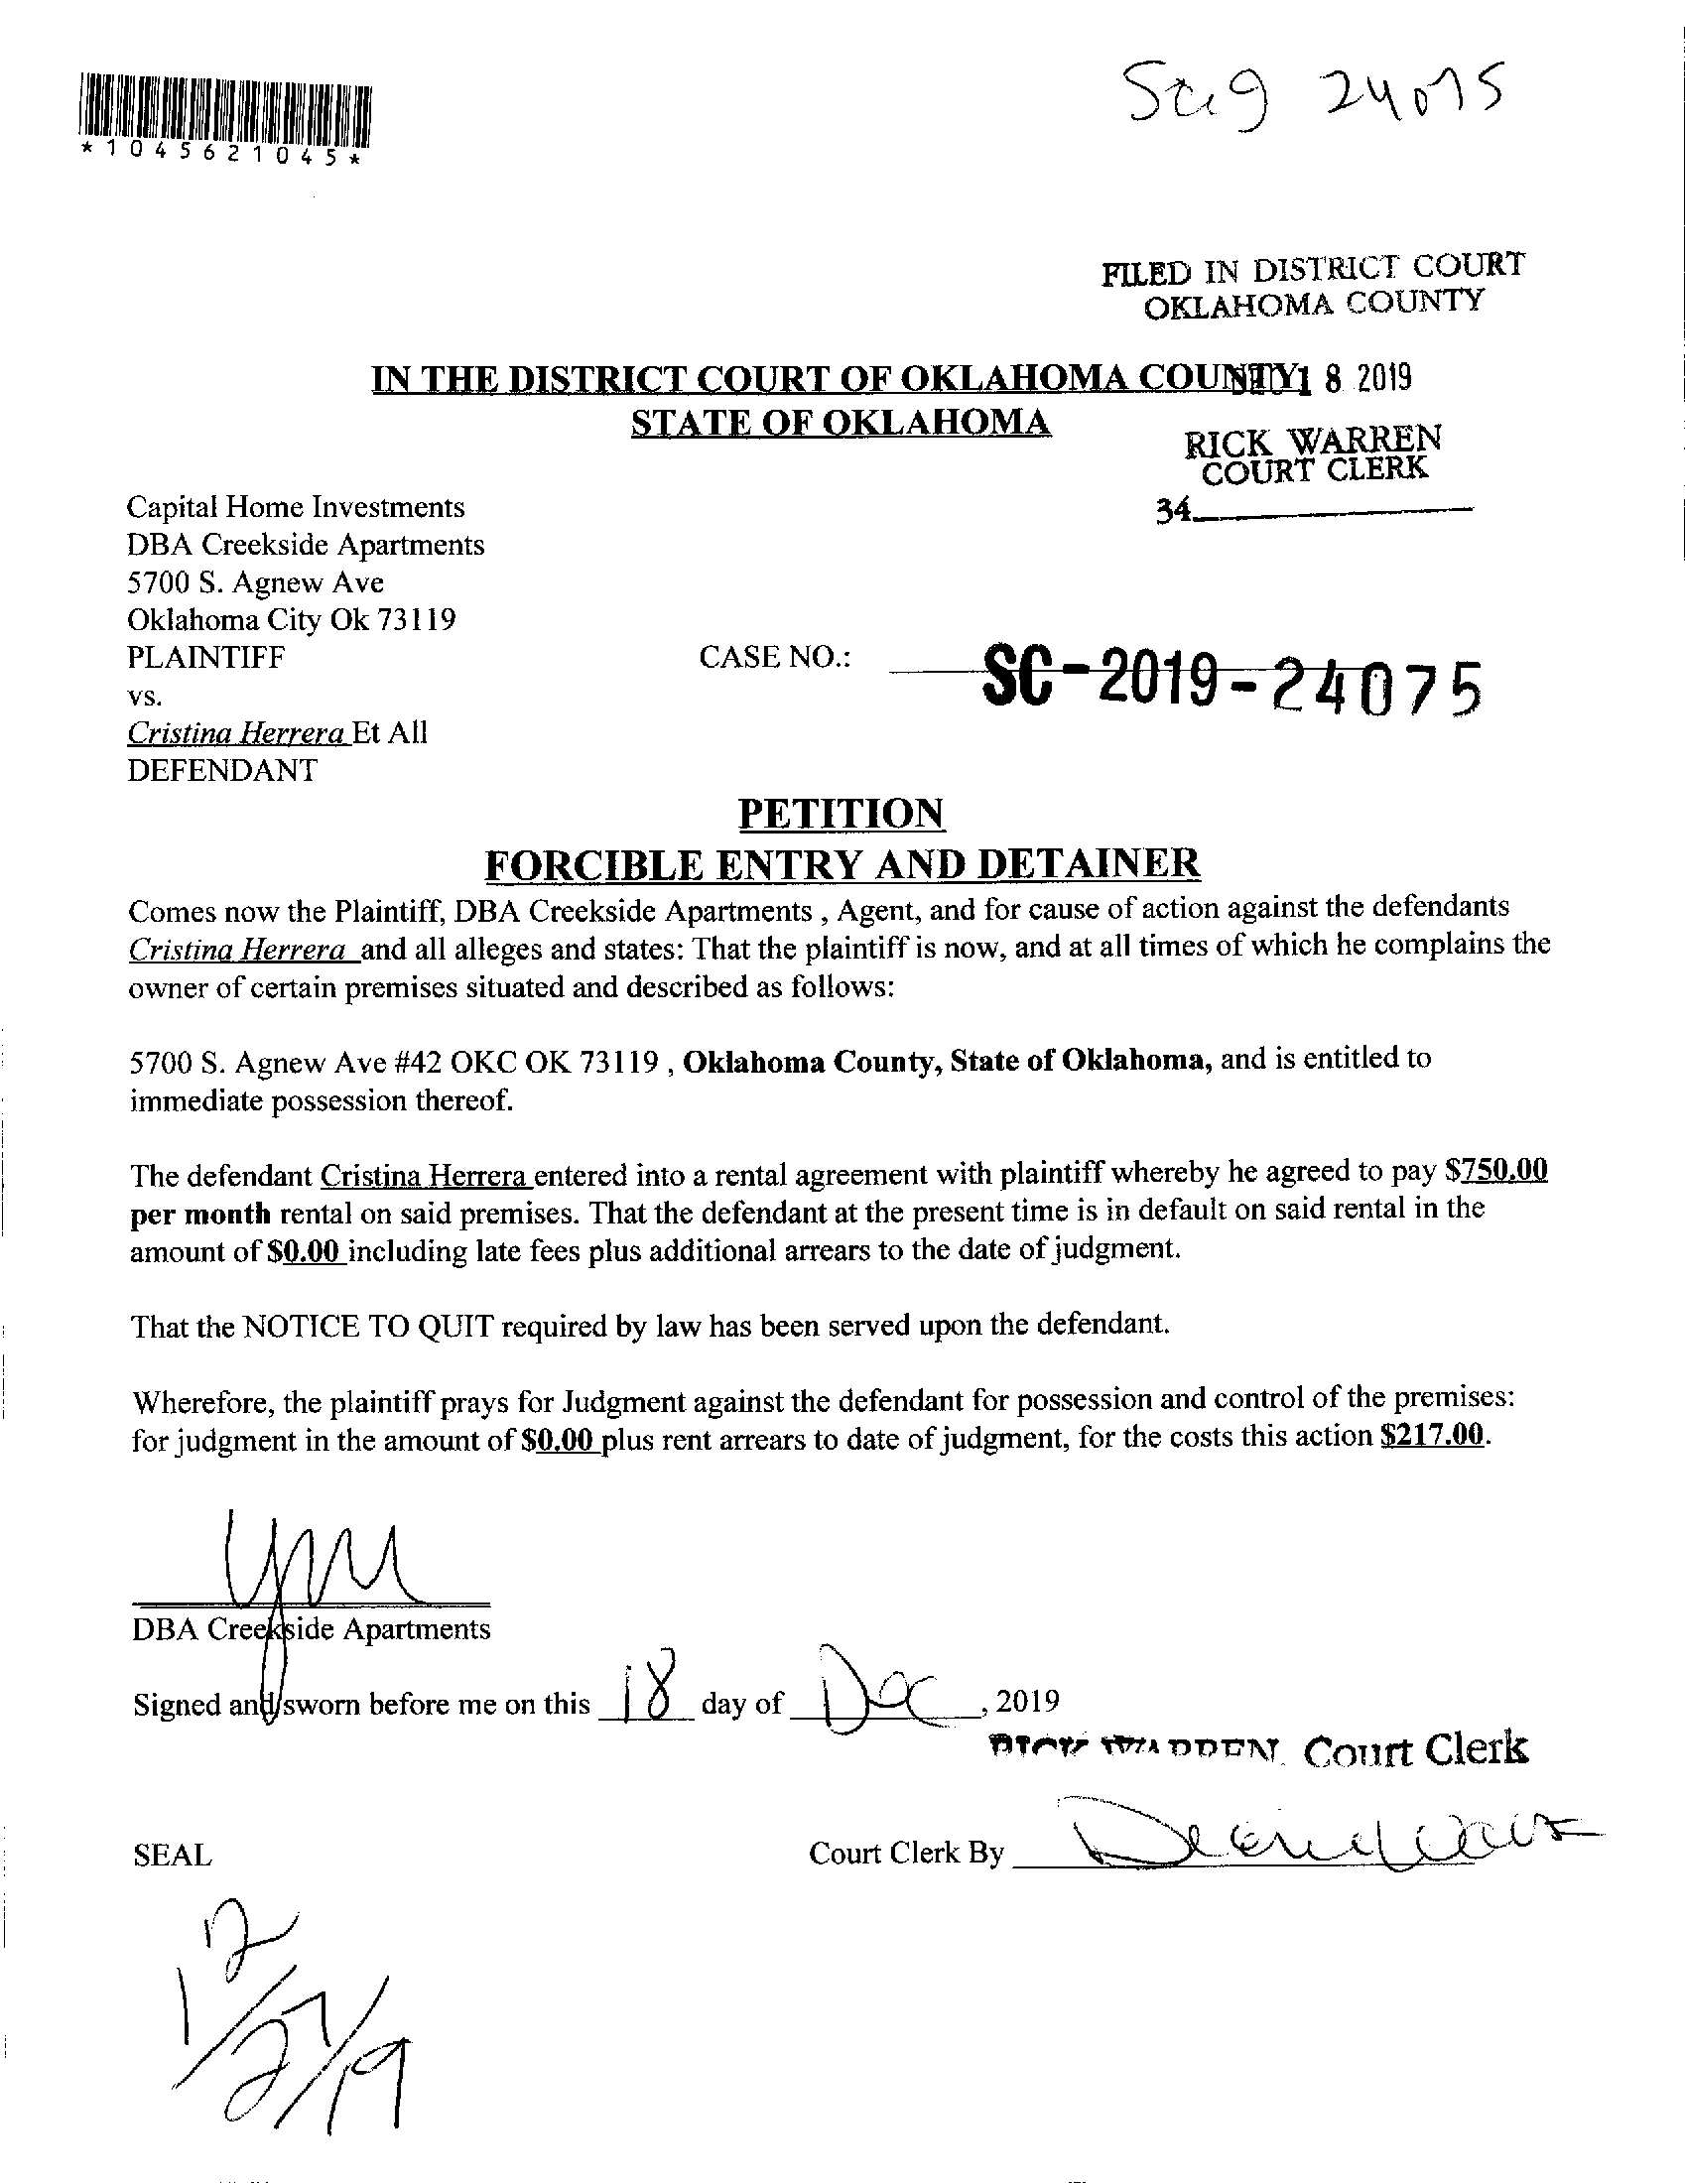 *1045621045*
SC19 24075
FILED IN DISTRICT COURT
OKLAHOMA COUNTY
IN THE DISTRICT COURT OF OKLAHOMA COUNTY
18 2019
STATE OF OKLAHOMA
RICK WARREN
COURT CLERK
34
Capital Home Investments
DBA Creekside Apartments
5700 S. Agnew Ave
Oklahoma City Ok 73119
PLAINTIFF
CASE NO.: SC-2019-24075
vs.
Cristina Herrera Et All
DEFENDANT
PETITION
FORCIBLE ENTRY AND DETAINER
Comes now the Plaintiff, DBA Creekside Apartments , Agent, and for cause of action against the defendants
Cristina Herrera and all alleges and states: That the plaintiff is now, and at all times of which he complains the
owner of certain premises situated and described as follows:
5700 S. Agnew Ave #42 OKC OK 73119 , Oklahoma County, State of Oklahoma, and is entitled to
immediate possession thereof.
The defendant Cristina Herrera entered into a rental agreement with plaintiff whereby he agreed to pay $750.00
per month rental on said premises. That the defendant at the present time is in default on said rental in the
amount of $0.00 including late fees plus additional arrears to the date of judgment.
That the NOTICE TO QUIT required by law has been served upon the defendant.
Wherefore, the plaintiff prays for Judgment against the defendant for possession and control of the premises:
for judgment in the amount of $0.00 plus rent arrears to date of judgment, for the costs this action $217.00.
DBA Creekside Apartments
Signed and sworn before me on this 18 day of Dec, 2019
RICK WARREN, Court Clerk
SEAL
Court Clerk By
12/27/19